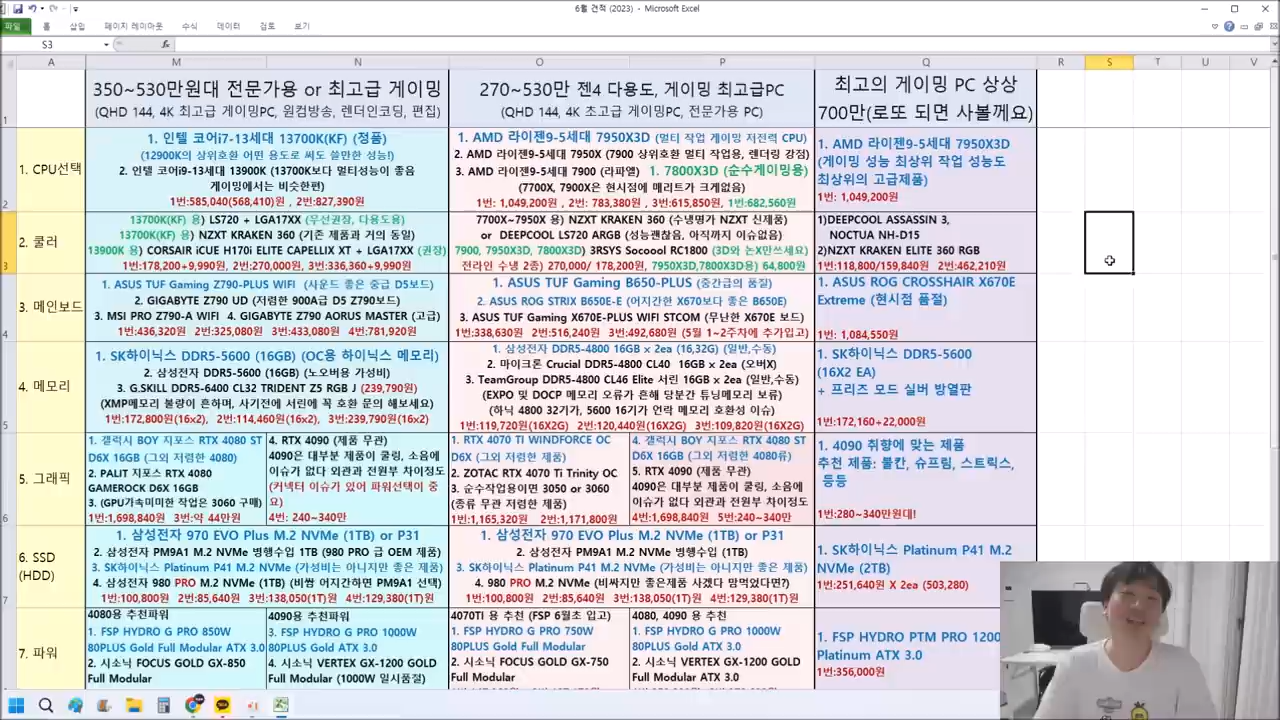 6월 견적 (2023) - Microsoft Excel
파일 홈 삽입 페이지 레이아웃 수식 데이터 검토 보기
S3
fx
A M N O P Q R S T U V
1
350~530만원대 전문가용 or 최고급 게이밍
(QHD 144, 4K 최고급 게이밍PC, 원컴방송, 렌더인코딩, 편집)
270~530만 젠4 다용도, 게이밍 최고급PC
(QHD 144, 4K 초고급 게이밍PC, 전문가용 PC)
최고의 게이밍 PC 상상
700만(로또 되면 사볼께요)
2
1. CPU선택
1. 인텔 코어i7-13세대 13700K(KF) (정품)
(12900K의 상위호환 어떤 용도로 써도 쓸만한 성능!)
2. 인텔 코어i9-13세대 13900K (13700K보다 멀티성능이 좋음
게이밍에서는 비슷한편)
1번:585,040(568,410)원 , 2번:827,390원
1. AMD 라이젠9-5세대 7950X3D (멀티 작업 게이밍 저전력 CPU)
2. AMD 라이젠9-5세대 7950X (7900 상위호환 멀티 작업용, 렌더링 강점)
3. AMD 라이젠9-5세대 7900 (라파엘) 1. 7800X3D (순수게이밍용)
(7700X, 7900X은 현시점에 메리트가 크게없음)
1번: 1,049,200원, 2번: 783,380원 , 3번:615,850원, 1번:682,560원
1. AMD 라이젠9-5세대 7950X3D
(게이밍 성능 최상위 작업 성능도
최상위의 고급제품)
1번: 1,049,200원
3
2. 쿨러
13700K(KF) 용) LS720 + LGA17XX (무선권장, 다용도용)
13700K(KF) 용) NZXT KRAKEN 360 (기존 제품과 거의 동일)
13900K 용) CORSAIR iCUE H170i ELITE CAPELLIX XT + LGA17XX (권장)
1번:178,200+9,990원, 2번:270,000원, 3번:336,360+9,990원
7700X~7950X 용) NZXT KRAKEN 360 (수냉명가 NZXT 신제품)
or DEEPCOOL LS720 ARGB (성능괜찮음, 아직까지 이슈없음)
7900, 7950X3D, 7800X3D) 3RSYS Socoool RC1800 (3D와 논X만쓰세요)
전라인 수냉 2종) 270,000/ 178,200원, 7950X3D,7800X3D용) 64,800원
1)DEEPCOOL ASSASSIN 3,
NOCTUA NH-D15
2)NZXT KRAKEN ELITE 360 RGB
1번:118,800/159,840원 2번:462,210원
4
3. 메인보드
1. ASUS TUF Gaming Z790-PLUS WIFI (사운드 좋은 중급 D5보드)
2. GIGABYTE Z790 UD (저렴한 900A급 D5 Z790보드)
3. MSI PRO Z790-A WIFI 4. GIGABYTE Z790 AORUS MASTER (고급)
1번:436,320원 2번:325,080원 3번:433,080원 4번:781,920원
1. ASUS TUF Gaming B650-PLUS (중간급의 품질)
2. ASUS ROG STRIX B650E-E (어지간한 X670보다 좋은 B650E)
3. ASUS TUF Gaming X670E-PLUS WIFI STCOM (무난한 X670E 보드)
1번:338,630원 2번:516,240원 3번:492,680원 (5월 1~2주차에 추가입고)
1. ASUS ROG CROSSHAIR X670E
Extreme (현시점 품절)
1번: 1,084,550원
5
4. 메모리
1. SK하이닉스 DDR5-5600 (16GB) (OC용 하이닉스 메모리)
2. 삼성전자 DDR5-5600 (16GB) (노오버용 가성비)
3. G.SKILL DDR5-6400 CL32 TRIDENT Z5 RGB J (239,790원)
(XMP메모리 불량이 흔하며, 사기전에 서린에 꼭 호환 문의 해보세요)
1번:172,800원(16x2), 2번:114,460원(16x2), 3번:239,790원(16x2)
1. 삼성전자 DDR5-4800 16GB x 2ea (16,32G) (일반,수동)
2. 마이크론 Crucial DDR5-4800 CL40 16GB x 2ea (오버X)
3. TeamGroup DDR5-4800 CL46 Elite 서린 16GB x 2ea (일반,수동)
(EXPO 및 DOCP 메모리 오류가 흔해 당분간 튜닝메모리 보류)
(하닉 4800 32기가, 5600 16기가 언락 메모리 호환성 이슈)
1번:119,720원(16X2G) 2번:120,440원(16X2G) 3번:109,820원(16X2G)
1. SK하이닉스 DDR5-5600
(16X2 EA)
+ 프리즈 모드 실버 방열판
1번:172,160+22,000원
6
5. 그래픽
1. 갤럭시 BOY 지포스 RTX 4080 ST
D6X 16GB (그외 저렴한 4080)
2. PALIT 지포스 RTX 4080
GAMEROCK D6X 16GB
3. (GPU가속미미한 작업은 3060 구매)
1번:1,698,840원 3번:약 44만원
4. RTX 4090 (제품 무관)
4090은 대부분 제품이 쿨링, 소음에
이슈가 없다 외관과 전원부 차이정도
(커넥터 이슈가 있어 파워선택이 중
요)
4번: 240~340만
1. RTX 4070 TI WINDFORCE OC
D6X (그외 저렴한제품)
2. ZOTAC RTX 4070 Ti Trinity OC
3. 순수작업용이면 3050 or 3060
(종류 무관 저렴한 제품)
1번:1,165,320원 2번:1,171,800원
4. 갤럭시 BOY 지포스 RTX 4080 ST
D6X 16GB (그외 저렴한 4080류)
5. RTX 4090 (제품 무관)
4090은 대부분 제품이 쿨링, 소음에
이슈가 없다 외관과 전원부 차이정도
4번:1,698,840원 5번:240~340만
1. 4090 취향에 맞는 제품
추천 제품: 불칸, 슈프림, 스트릭스,
등등
1번:280~340만원대!
7
6. SSD
(HDD)
1. 삼성전자 970 EVO Plus M.2 NVMe (1TB) or P31
2. 삼성전자 PM9A1 M.2 NVMe 병행수입 1TB (980 PRO 급 OEM 제품)
3. SK하이닉스 Platinum P41 M.2 NVMe (가성비는 아니지만 좋은제품)
4. 삼성전자 980 PRO M.2 NVMe (1TB) (비쌈 어지간하면 PM9A1 선택)
1번:100,800원 2번:85,640원 3번:138,050(1T)원 4번:129,380(1T)원
1. 삼성전자 970 EVO Plus M.2 NVMe (1TB) or P31
2. 삼성전자 PM9A1 M.2 NVMe 병행수입 (1TB)
3. SK하이닉스 Platinum P41 M.2 NVMe (가성비는 아니지만 좋은제품)
4. 980 PRO M.2 NVMe (비싸지만 좋은제품 사겠다 맘먹었다면?)
1번:100,800원 2번:85,640원 3번:138,050(1T)원 4번:129,380(1T)원
1. SK하이닉스 Platinum P41 M.2
NVMe (2TB)
1번:251,640원 X 2ea (503,280)
7. 파워
4080용 추천파워
1. FSP HYDRO G PRO 850W
80PLUS Gold Full Modular ATX 3.0
2. 시소닉 FOCUS GOLD GX-850
Full Modular
4090용 추천파워
3. FSP HYDRO G PRO 1000W
80PLUS Gold ATX 3.0
4. 시소닉 VERTEX GX-1200 GOLD
Full Modular (1000W 일시품절)
4070TI 용 추천 (FSP 6월초 입고)
1. FSP HYDRO G PRO 750W
80PLUS Gold Full Modular
2. 시소닉 FOCUS GOLD GX-750
Full Modular
4080, 4090 용 추천
1. FSP HYDRO G PRO 1000W
80PLUS Gold ATX 3.0
2. 시소닉 VERTEX GX-1200 GOLD
Full Modular
1. FSP HYDRO PTM PRO 1200
Platinum ATX 3.0
1번:356,000원